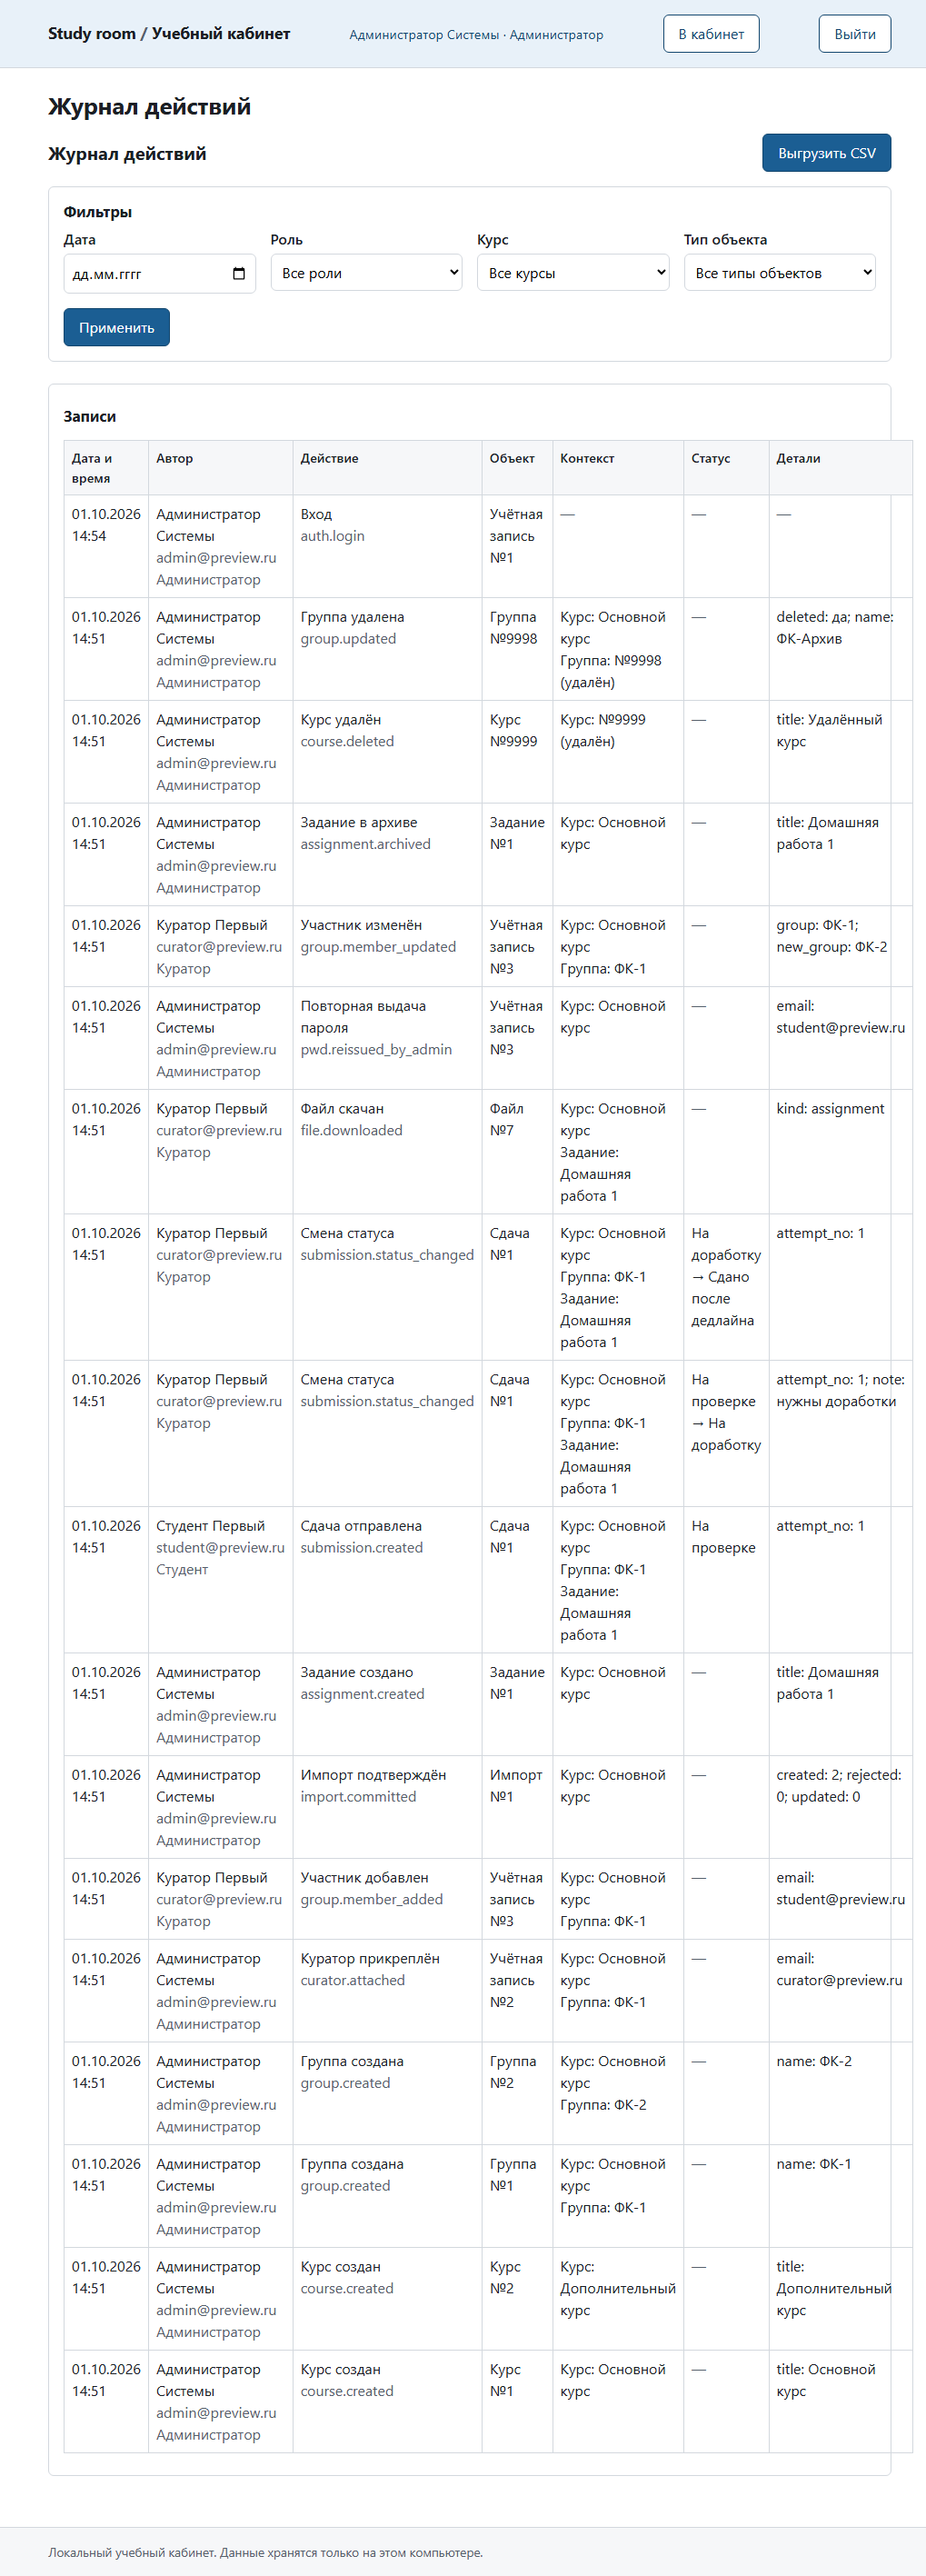 Study room / Учебный кабинет
Администратор Системы · Администратор
В кабинет
Выйти
Журнал действий
Журнал действий
Выгрузить CSV
Фильтры
Дата
Роль
Курс
Тип объекта
дд.мм.гггг
Все роли
Все курсы
Все типы объектов
Применить
Записи
Дата и
время
Автор
Действие
Объект
Контекст
Статус
Детали
01.10.2026
14:54
Администратор
Системы
admin@preview.ru
Администратор
Вход
auth.login
Учётная
запись
№1
—
—
—
01.10.2026
14:51
Администратор
Системы
admin@preview.ru
Администратор
Группа удалена
group.updated
Группа
№9998
Курс: Основной
курс
Группа: №9998
(удалён)
—
deleted: да; name:
ФК-Архив
01.10.2026
14:51
Администратор
Системы
admin@preview.ru
Администратор
Курс удалён
course.deleted
Курс
№9999
Курс: №9999
(удалён)
—
title: Удалённый
курс
01.10.2026
14:51
Администратор
Системы
admin@preview.ru
Администратор
Задание в архиве
assignment.archived
Задание
№1
Курс: Основной
курс
—
title: Домашняя
работа 1
01.10.2026
14:51
Куратор Первый
curator@preview.ru
Куратор
Участник изменён
group.member_updated
Учётная
запись
№3
Курс: Основной
курс
Группа: ФК-1
—
group: ФК-1;
new_group: ФК-2
01.10.2026
14:51
Администратор
Системы
admin@preview.ru
Администратор
Повторная выдача
пароля
pwd.reissued_by_admin
Учётная
запись
№3
Курс: Основной
курс
—
email:
student@preview.ru
01.10.2026
14:51
Куратор Первый
curator@preview.ru
Куратор
Файл скачан
file.downloaded
Файл
№7
Курс: Основной
курс
Задание:
Домашняя
работа 1
—
kind: assignment
01.10.2026
14:51
Куратор Первый
curator@preview.ru
Куратор
Смена статуса
submission.status_changed
Сдача
№1
Курс: Основной
курс
Группа: ФК-1
Задание:
Домашняя
работа 1
На
доработку
→ Сдано
после
дедлайна
attempt_no: 1
01.10.2026
14:51
Куратор Первый
curator@preview.ru
Куратор
Смена статуса
submission.status_changed
Сдача
№1
Курс: Основной
курс
Группа: ФК-1
Задание:
Домашняя
работа 1
На
проверке
→ На
доработку
attempt_no: 1; note:
нужны доработки
01.10.2026
14:51
Студент Первый
student@preview.ru
Студент
Сдача отправлена
submission.created
Сдача
№1
Курс: Основной
курс
Группа: ФК-1
Задание:
Домашняя
работа 1
На
проверке
attempt_no: 1
01.10.2026
14:51
Администратор
Системы
admin@preview.ru
Администратор
Задание создано
assignment.created
Задание
№1
Курс: Основной
курс
—
title: Домашняя
работа 1
01.10.2026
14:51
Администратор
Системы
admin@preview.ru
Администратор
Импорт подтверждён
import.committed
Импорт
№1
Курс: Основной
курс
—
created: 2; rejected:
0; updated: 0
01.10.2026
14:51
Куратор Первый
curator@preview.ru
Куратор
Участник добавлен
group.member_added
Учётная
запись
№3
Курс: Основной
курс
Группа: ФК-1
—
email:
student@preview.ru
01.10.2026
14:51
Администратор
Системы
admin@preview.ru
Администратор
Куратор прикреплён
curator.attached
Учётная
запись
№2
Курс: Основной
курс
Группа: ФК-1
—
email:
curator@preview.ru
01.10.2026
14:51
Администратор
Системы
admin@preview.ru
Администратор
Группа создана
group.created
Группа
№2
Курс: Основной
курс
Группа: ФК-2
—
name: ФК-2
01.10.2026
14:51
Администратор
Системы
admin@preview.ru
Администратор
Группа создана
group.created
Группа
№1
Курс: Основной
курс
Группа: ФК-1
—
name: ФК-1
01.10.2026
14:51
Администратор
Системы
admin@preview.ru
Администратор
Курс создан
course.created
Курс
№2
Курс:
Дополнительный
курс
—
title:
Дополнительный
курс
01.10.2026
14:51
Администратор
Системы
admin@preview.ru
Администратор
Курс создан
course.created
Курс
№1
Курс: Основной
курс
—
title: Основной
курс
Локальный учебный кабинет. Данные хранятся только на этом компьютере.